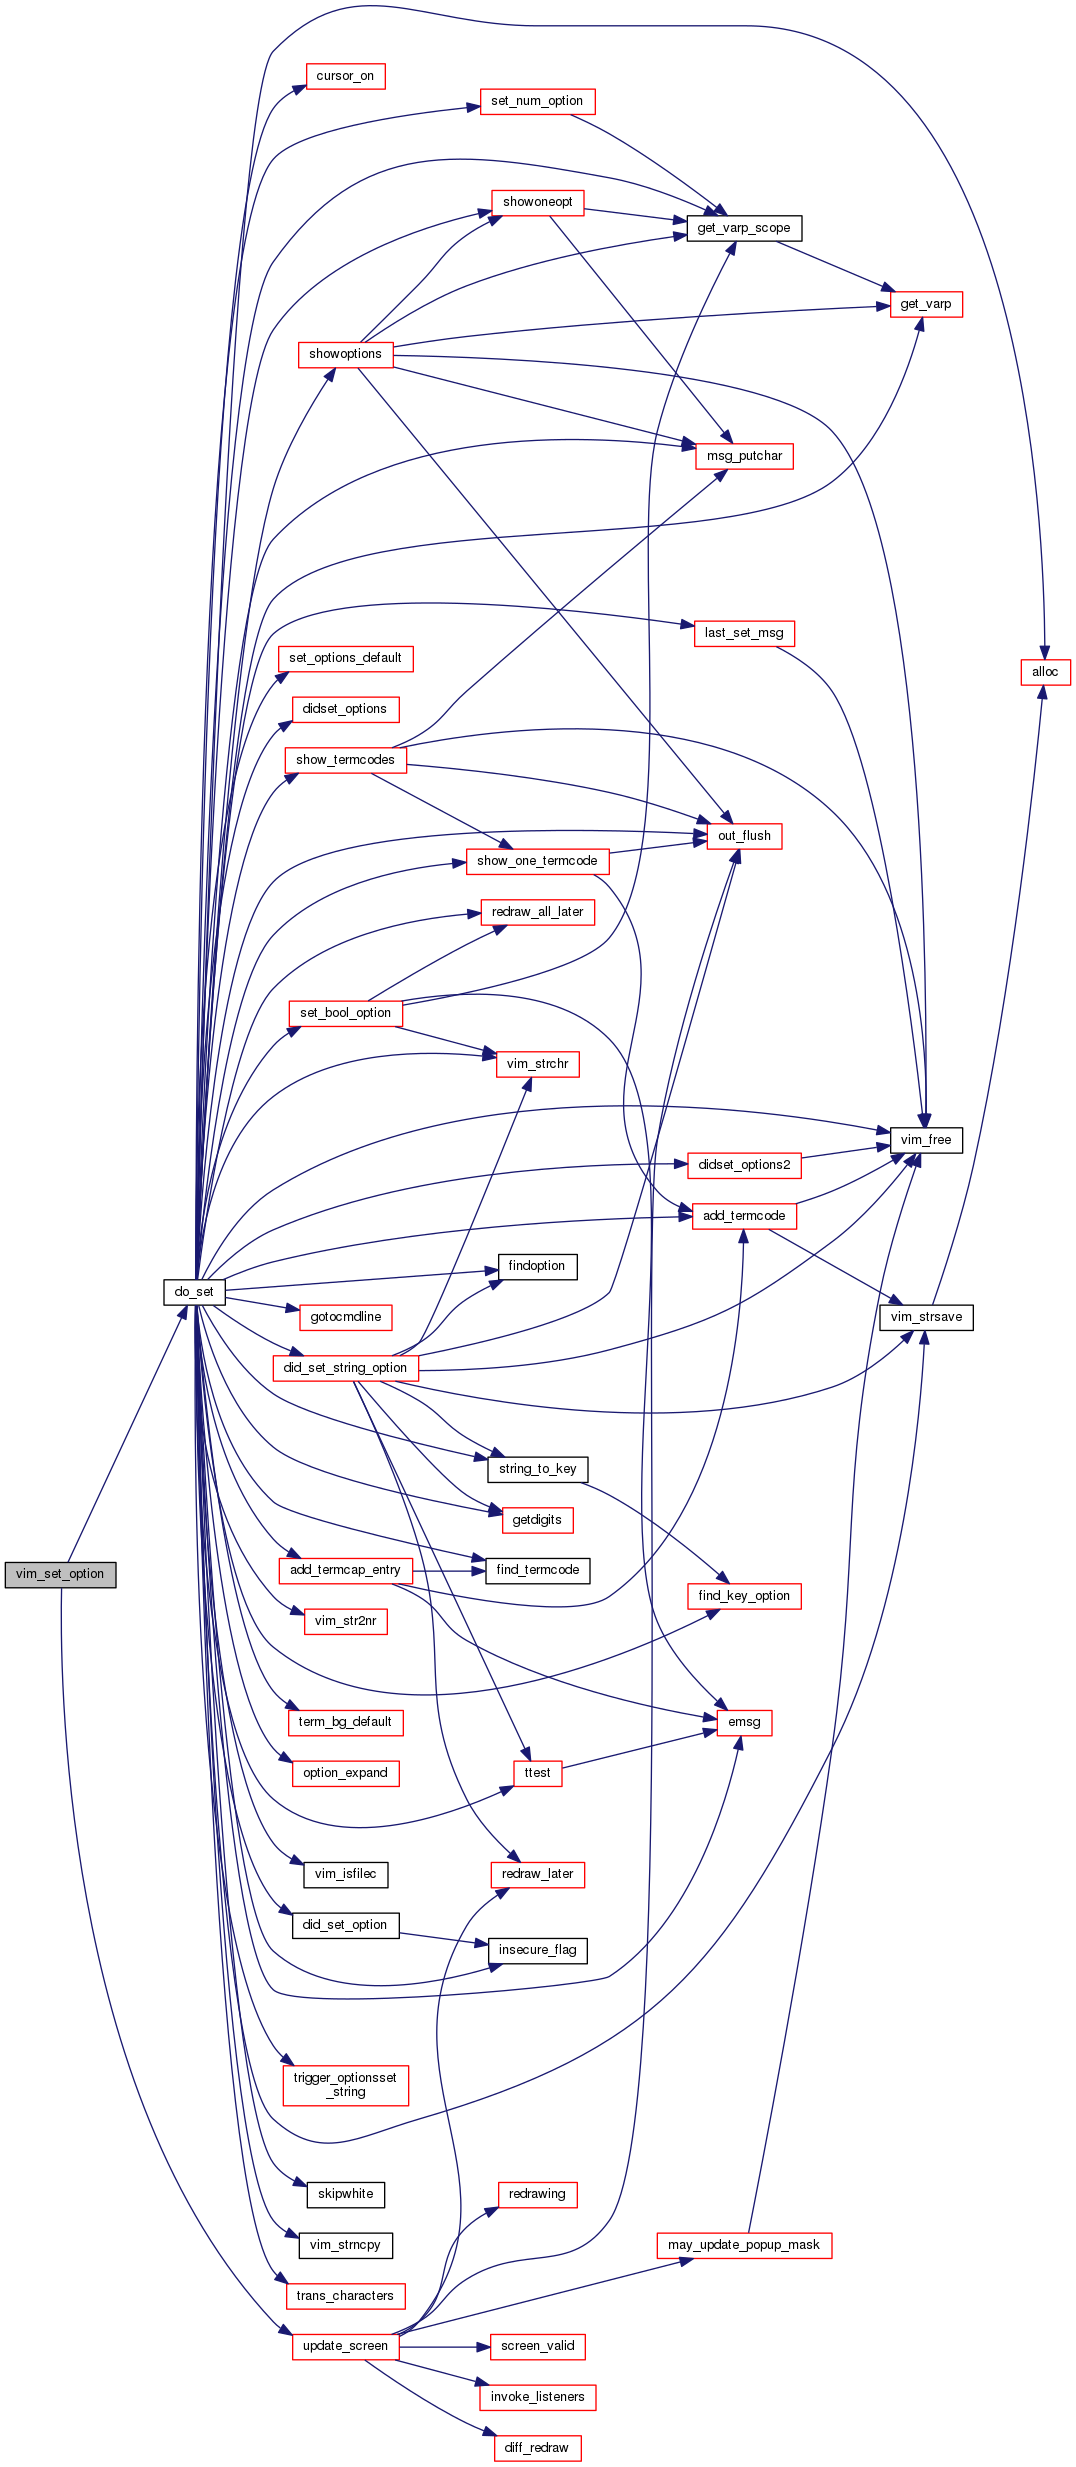 cursor_on
set_num_option
showoneopt
get_varp_scope
get_varp
showoptions
msg_putchar
last_set_msg
set_options_default
alloc
didset_options
show_termcodes
out_flush
show_one_termcode
redraw_all_later
set_bool_option
vim_strchr
vim_free
didset_options2
add_termcode
findoption
do_set
gotocmdline
vim_strsave
did_set_string_option
string_to_key
getdigits
add_termcap_entry
find_termcode
vim_set_option
find_key_option
vim_str2nr
term_bg_default
emsg
option_expand
ttest
vim_isfilec
redraw_later
did_set_option
insecure_flag
trigger_optionsset
_string
skipwhite
redrawing
vim_strncpy
may_update_popup_mask
trans_characters
update_screen
screen_valid
invoke_listeners
diff_redraw